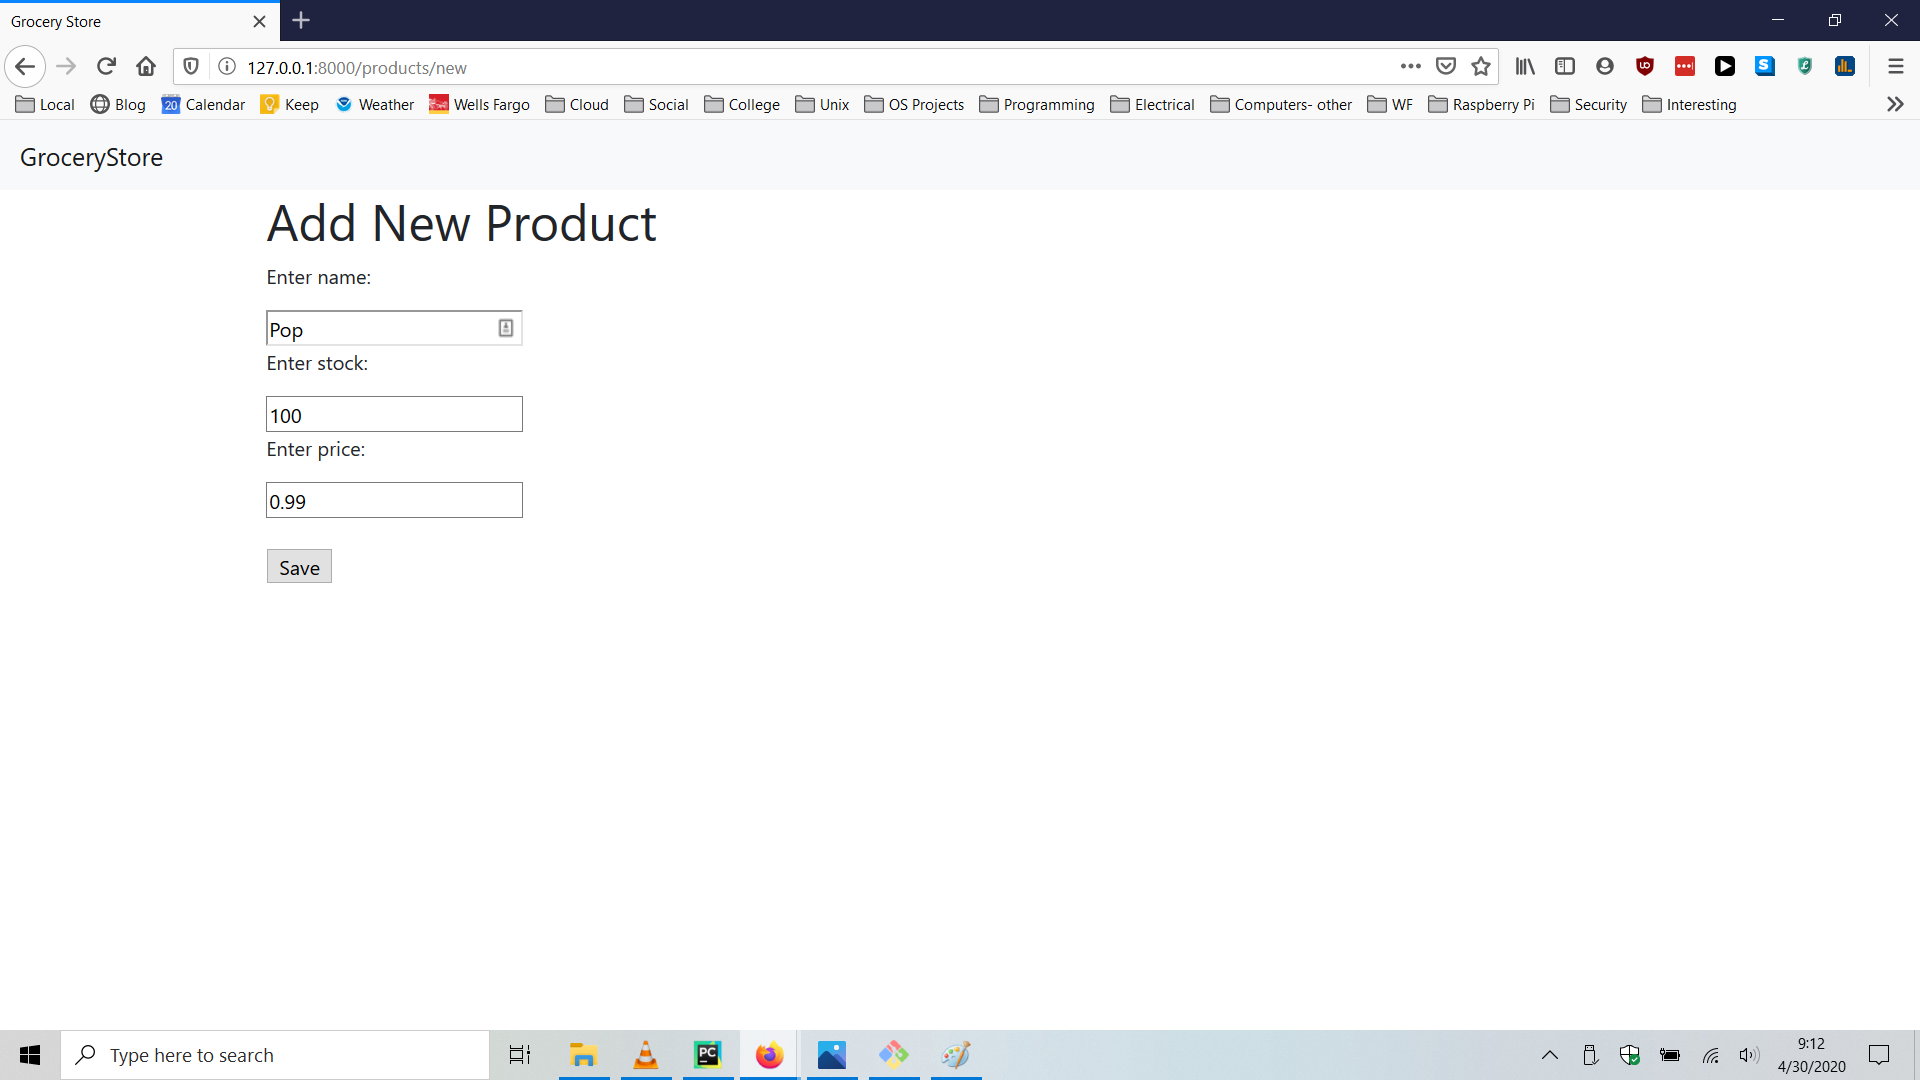 Grocery Store
127.0.0.1:8000/products/new
Local Blog 20 Calendar Keep Weather Wells Fargo Cloud Social College Unix OS Projects Programming Electrical Computers- other WF Raspberry Pi Security Interesting
GroceryStore
Add New Product
Enter name:
Pop
Enter stock:
100
Enter price:
0.99
Save
Type here to search
PC
9:12
4/30/2020